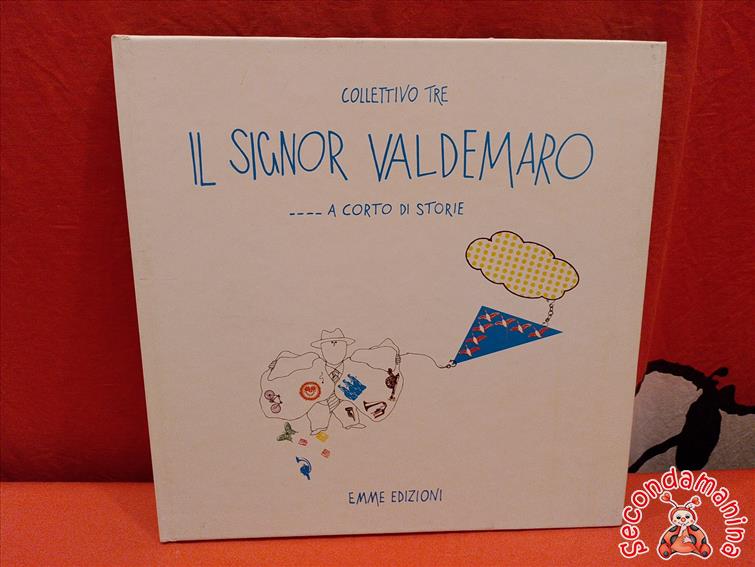 COLLETTIVO TRE
IL SIGNOR VALDEMARO
---- A CORTO DI STORIE
EMME EDIZIONI
secondamanina